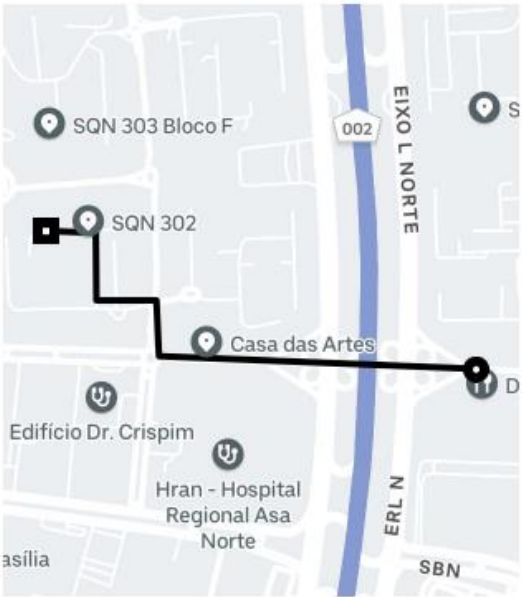 SQN 303 Bloco F
002
EIXO L NORTE
S
SQN 302
Casa das Artes
D
Edifício Dr. Crispim
Hran - Hospital
Regional Asa
Norte
ERL N
asília
SBN